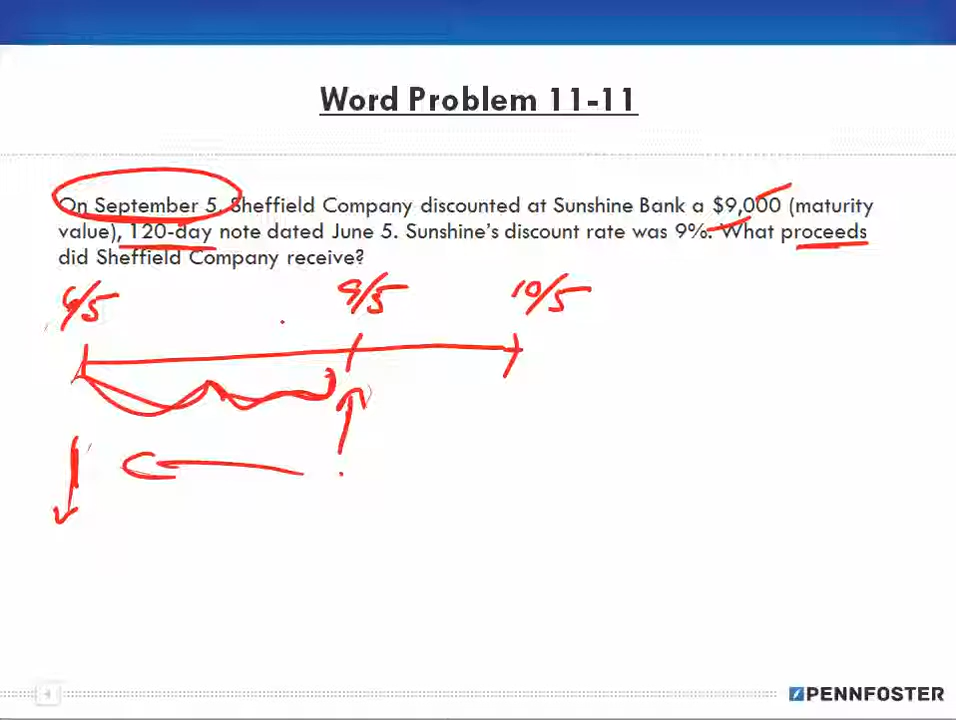 Word Problem 11-11
On September 5, Sheffield Company discounted at Sunshine Bank a $9,000 (maturity
value), 120-day note dated June 5. Sunshine's discount rate was 9%. What proceeds
did Sheffield Company receive?
6/5 9/5 10/5
PENNFOSTER